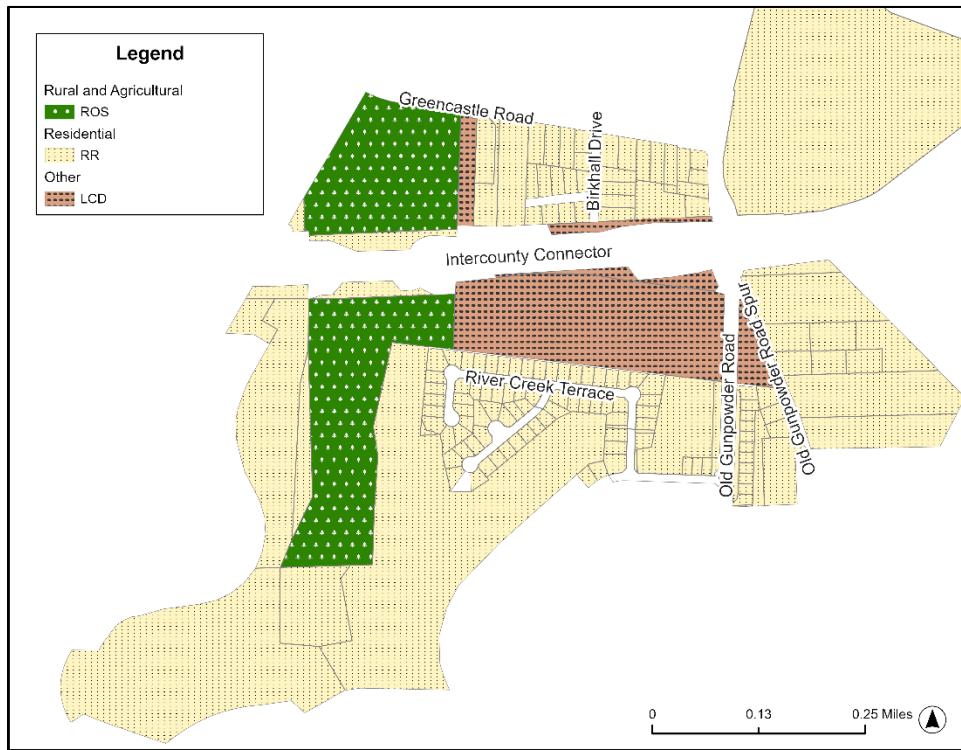 Legend
Rural and Agricultural
ROS
Residential
RR
Other
LCD
Greencastle Road
Birkhall Drive
Intercounty Connector
River Creek Terrace
Old Gunpowder Road
Old Gunpowder Road Spur
0 0.13 0.25 Miles